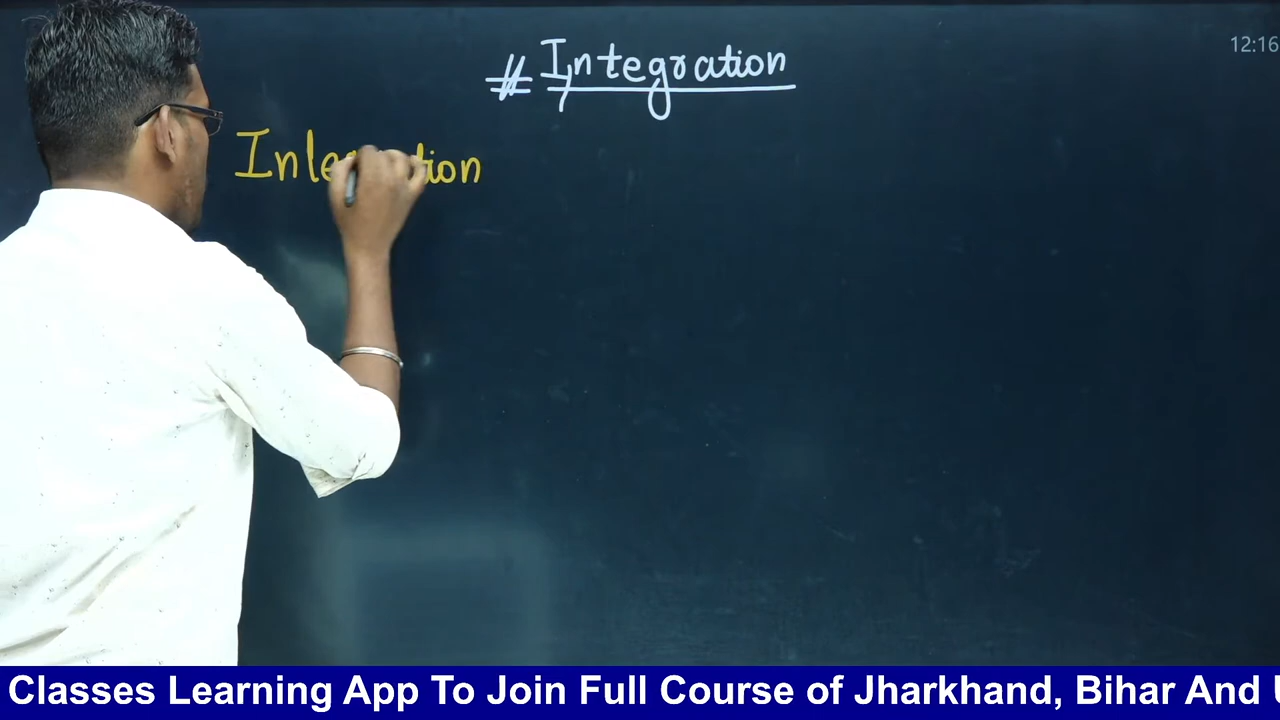 # Integration
12:16
Classes Learning App To Join Full Course of Jharkhand, Bihar And